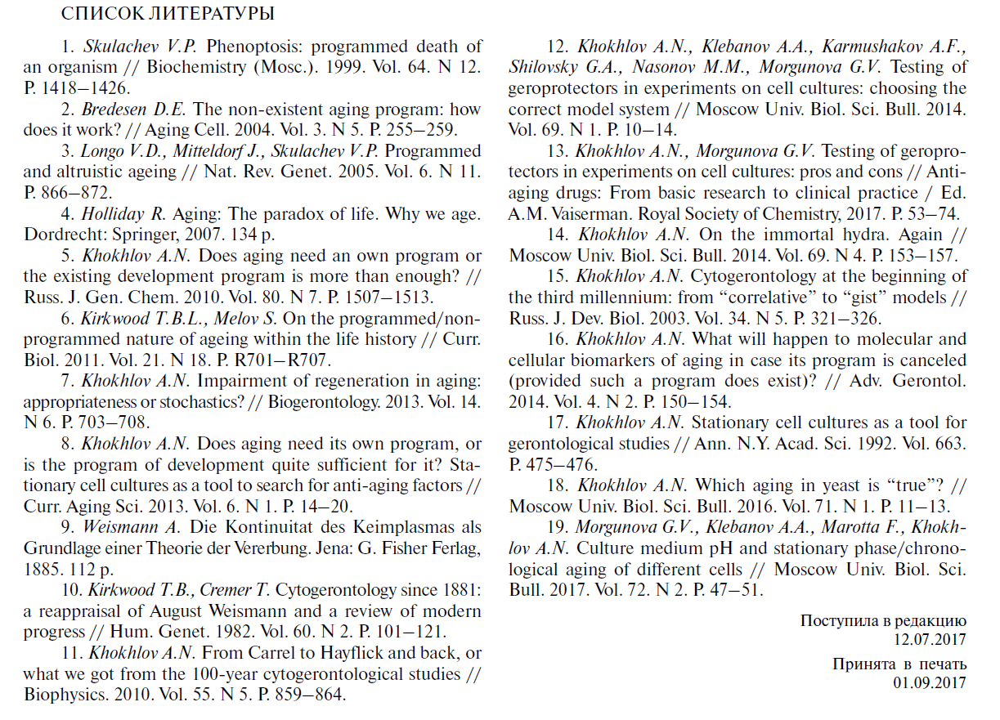 СПИСОК ЛИТЕРАТУРЫ
1. Skulachev V.P. Phenoptosis: programmed death of
an organism // Biochemistry (Mosc.). 1999. Vol. 64. N 12.
P. 1418–1426.
2. Bredesen D.E. The non-existent aging program: how
does it work? // Aging Cell. 2004. Vol. 3. N 5. P. 255–259.
3. Longo V.D., Mitteldorf J., Skulachev V.P. Programmed
and altruistic ageing // Nat. Rev. Genet. 2005. Vol. 6. N 11.
P. 866–872.
4. Holliday R. Aging: The paradox of life. Why we age.
Dordrecht: Springer, 2007. 134 p.
5. Khokhlov A.N. Does aging need an own program or
the existing development program is more than enough? //
Russ. J. Gen. Chem. 2010. Vol. 80. N 7. P. 1507–1513.
6. Kirkwood T.B.L., Melov S. On the programmed/non-
programmed nature of ageing within the life history // Curr.
Biol. 2011. Vol. 21. N 18. P. R701–R707.
7. Khokhlov A.N. Impairment of regeneration in aging:
appropriateness or stochastics? // Biogerontology. 2013. Vol. 14.
N 6. P. 703–708.
8. Khokhlov A.N. Does aging need its own program, or
is the program of development quite sufficient for it? Sta-
tionary cell cultures as a tool to search for anti-aging factors //
Curr. Aging Sci. 2013. Vol. 6. N 1. P. 14–20.
9. Weismann A. Die Kontinuitat des Keimplasmas als
Grundlage einer Theorie der Vererbung. Jena: G. Fisher Ferlag,
1885. 112 p.
10. Kirkwood T.B., Cremer T. Cytogerontology since 1881:
a reappraisal of August Weismann and a review of modern
progress // Hum. Genet. 1982. Vol. 60. N 2. P. 101–121.
11. Khokhlov A.N. From Carrel to Hayflick and back, or
what we got from the 100-year cytogerontological studies //
Biophysics. 2010. Vol. 55. N 5. P. 859–864.
12. Khokhlov A.N., Klebanov A.A., Karmushakov A.F.,
Shilovsky G.A., Nasonov M.M., Morgunova G.V. Testing of
geroprotectors in experiments on cell cultures: choosing the
correct model system // Moscow Univ. Biol. Sci. Bull. 2014.
Vol. 69. N 1. P. 10–14.
13. Khokhlov A.N., Morgunova G.V. Testing of geropro-
tectors in experiments on cell cultures: pros and cons // Anti-
aging drugs: From basic research to clinical practice / Ed.
A.M. Vaiserman. Royal Society of Chemistry, 2017. P. 53–74.
14. Khokhlov A.N. On the immortal hydra. Again //
Moscow Univ. Biol. Sci. Bull. 2014. Vol. 69. N 4. P. 153–157.
15. Khokhlov A.N. Cytogerontology at the beginning of
the third millennium: from “correlative” to “gist” models //
Russ. J. Dev. Biol. 2003. Vol. 34. N 5. P. 321–326.
16. Khokhlov A.N. What will happen to molecular and
cellular biomarkers of aging in case its program is canceled
(provided such a program does exist)? // Adv. Gerontol.
2014. Vol. 4. N 2. P. 150–154.
17. Khokhlov A.N. Stationary cell cultures as a tool for
gerontological studies // Ann. N.Y. Acad. Sci. 1992. Vol. 663.
P. 475–476.
18. Khokhlov A.N. Which aging in yeast is “true”? //
Moscow Univ. Biol. Sci. Bull. 2016. Vol. 71. N 1. P. 11–13.
19. Morgunova G.V., Klebanov A.A., Marotta F., Khokh-
lov A.N. Culture medium pH and stationary phase/chrono-
logical aging of different cells // Moscow Univ. Biol. Sci.
Bull. 2017. Vol. 72. N 2. P. 47–51.
Поступила в редакцию
12.07.2017
Принята в печать
01.09.2017